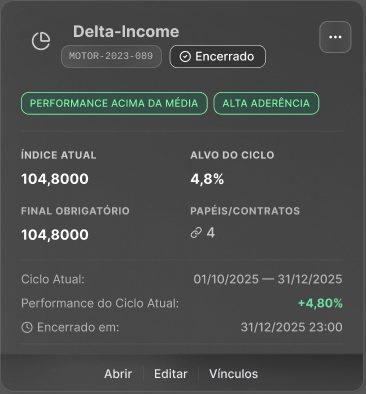 Delta-Income
MOTOR-2023-089 Encerrado
PERFORMANCE ACIMA DA MÉDIA ALTA ADERÊNCIA
ÍNDICE ATUAL ALVO DO CICLO
104,8000 4,8%
FINAL OBRIGATÓRIO PAPÉIS/CONTRATOS
104,8000 4
Ciclo Atual: 01/10/2025 — 31/12/2025
Performance do Ciclo Atual: +4,80%
Encerrado em: 31/12/2025 23:00
Abrir Editar Vínculos